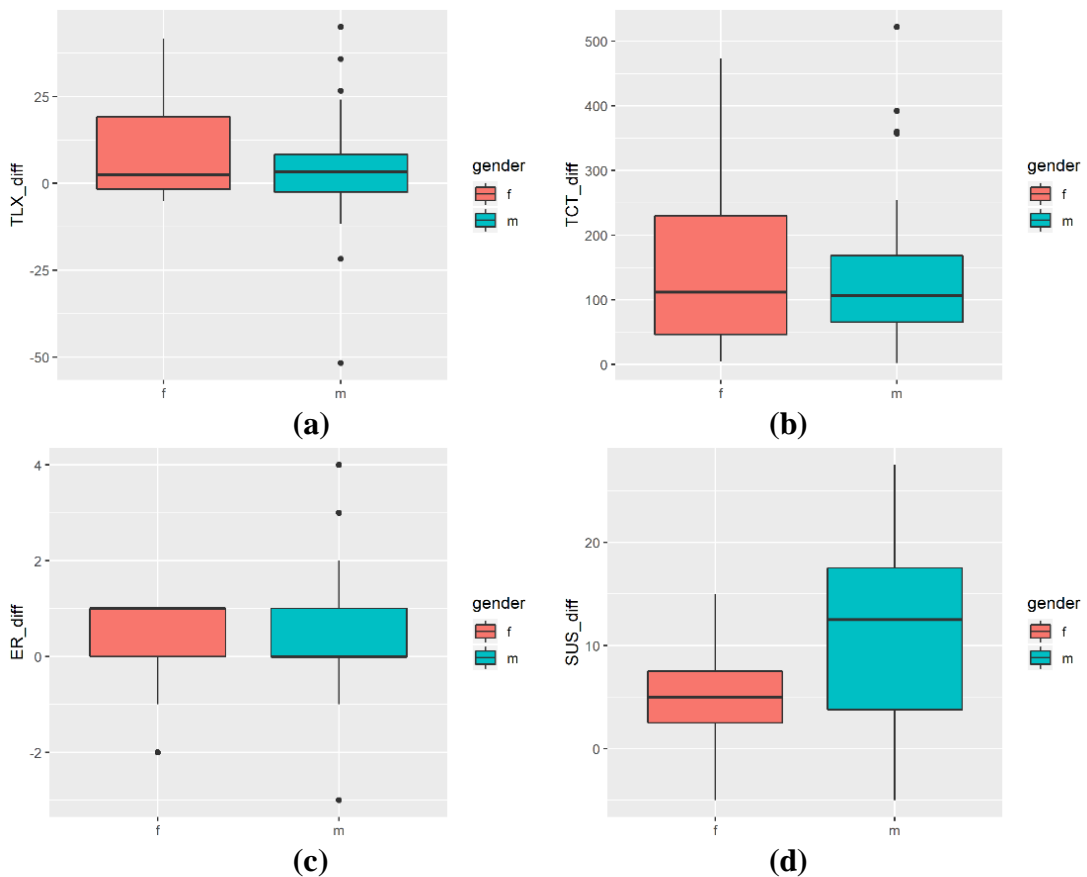 TLX_diff
25
0
-25
-50
f
m
gender
f
m
(a)
TCT_diff
500
400
300
200
100
0
f
m
gender
f
m
(b)
ER_diff
4
2
0
-2
f
m
gender
f
m
(c)
SUS_diff
20
10
0
f
m
gender
f
m
(d)